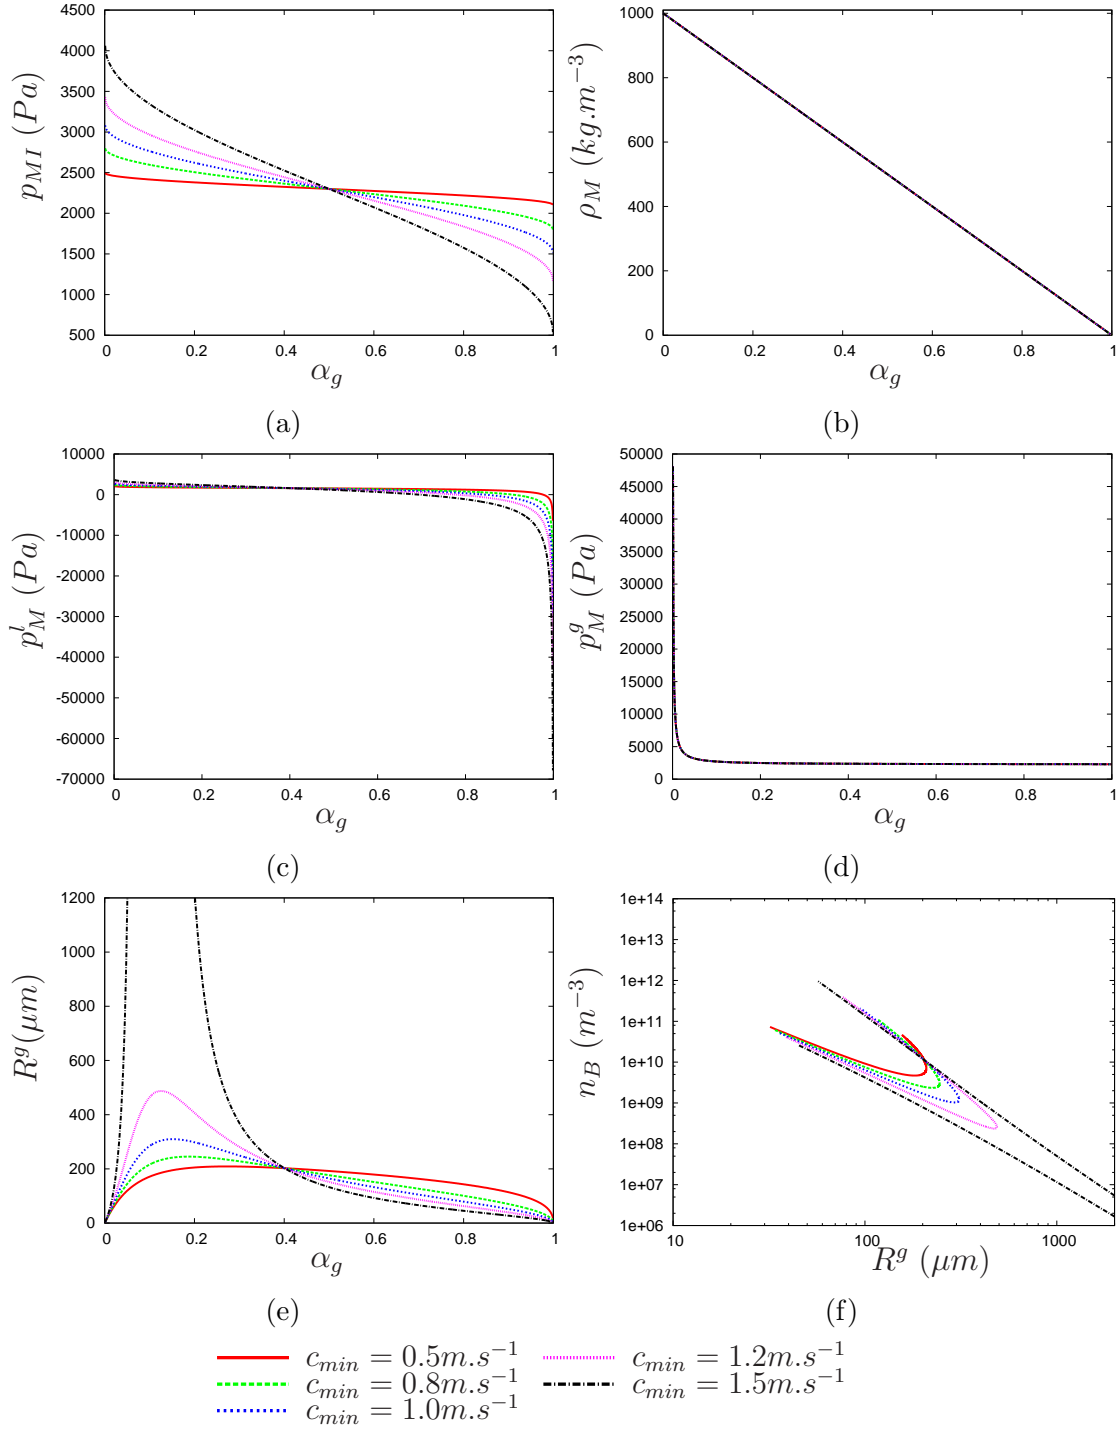 4500
4000
3500
3000
2500
2000
1500
1000
500
0
0.2
0.4
0.6
0.8
1
p_{MI} (Pa)
α_g
(a)
1000
800
600
400
200
0
0
0.2
0.4
0.6
0.8
1
ρ_M (kg.m^{-3})
α_g
(b)
10000
0
-10000
-20000
-30000
-40000
-50000
-60000
-70000
0
0.2
0.4
0.6
0.8
1
p^l_M (Pa)
α_g
(c)
50000
45000
40000
35000
30000
25000
20000
15000
10000
5000
0
0
0.2
0.4
0.6
0.8
1
p^g_M (Pa)
α_g
(d)
1200
1000
800
600
400
200
0
0
0.2
0.4
0.6
0.8
1
R^g(μm)
α_g
(e)
1e+14
1e+13
1e+12
1e+11
1e+10
1e+09
1e+08
1e+07
1e+06
10
100
1000
n_B (m^{-3})
R^g (μm)
(f)
c_{min} = 0.5m.s^{-1}
c_{min} = 0.8m.s^{-1}
c_{min} = 1.0m.s^{-1}
c_{min} = 1.2m.s^{-1}
c_{min} = 1.5m.s^{-1}